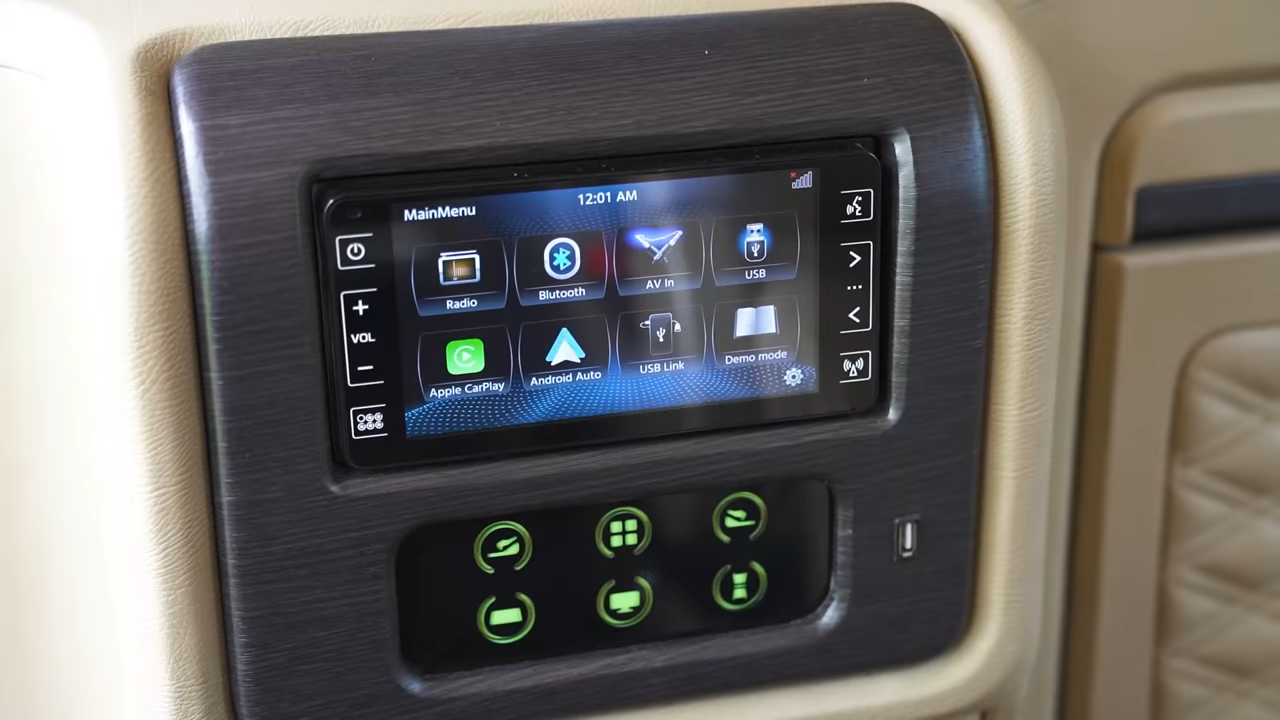 MainMenu
12:01 AM
Radio
Blutooth
AV In
USB
Apple CarPlay
Android Auto
USB Link
Demo mode
+
VOL
−